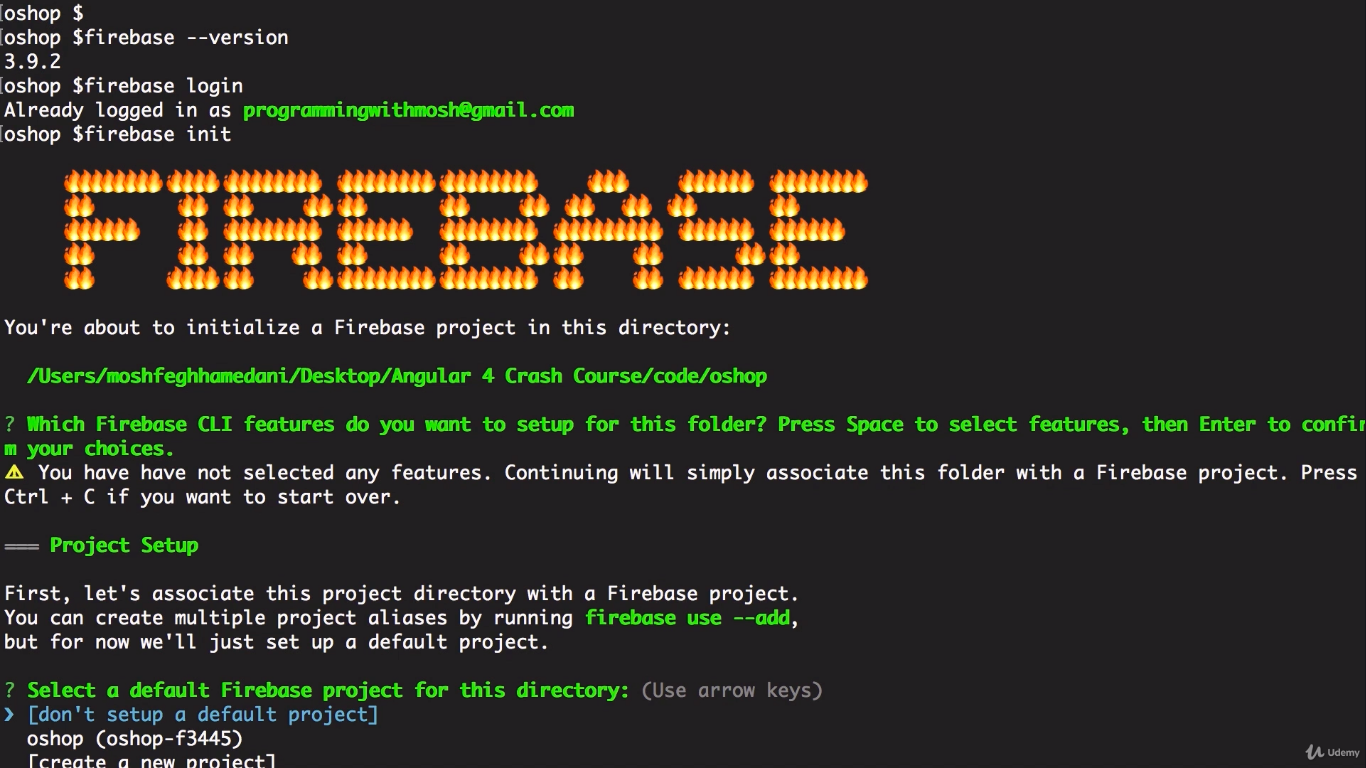 oshop $
oshop $firebase --version
3.9.2
oshop $firebase login
Already logged in as programmingwithmosh@gmail.com
oshop $firebase init
FIREBASE
You're about to initialize a Firebase project in this directory:
/Users/moshfeghhamedani/Desktop/Angular 4 Crash Course/code/oshop
? Which Firebase CLI features do you want to setup for this folder? Press Space to select features, then Enter to confir
m your choices.
⚠ You have have not selected any features. Continuing will simply associate this folder with a Firebase project. Press
Ctrl + C if you want to start over.
=== Project Setup
First, let's associate this project directory with a Firebase project.
You can create multiple project aliases by running firebase use --add,
but for now we'll just set up a default project.
? Select a default Firebase project for this directory: (Use arrow keys)
❯ [don't setup a default project]
oshop (oshop-f3445)
[create a new project]
Udemy